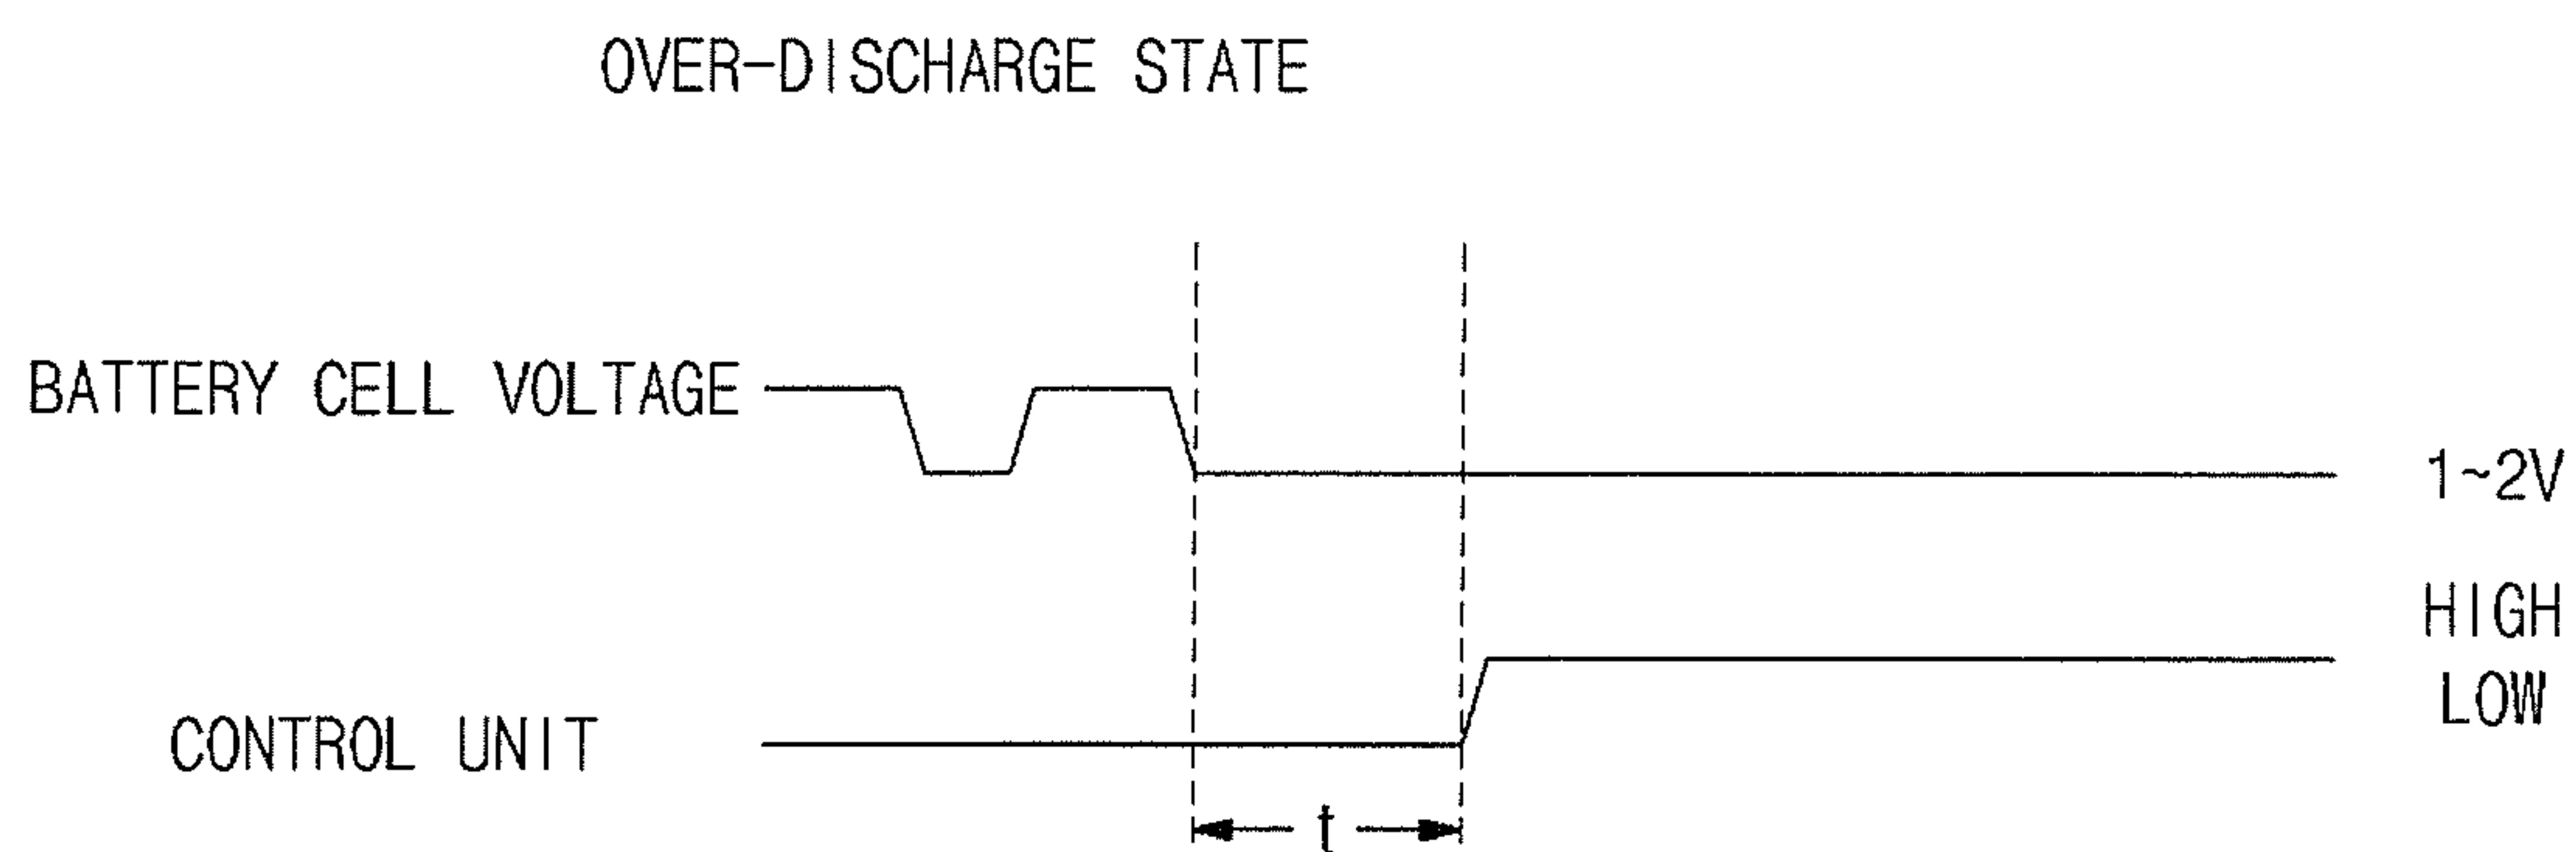 OVER-DISCHARGE STATE
BATTERY CELL VOLTAGE
1~2V
HIGH
LOW
CONTROL UNIT
t